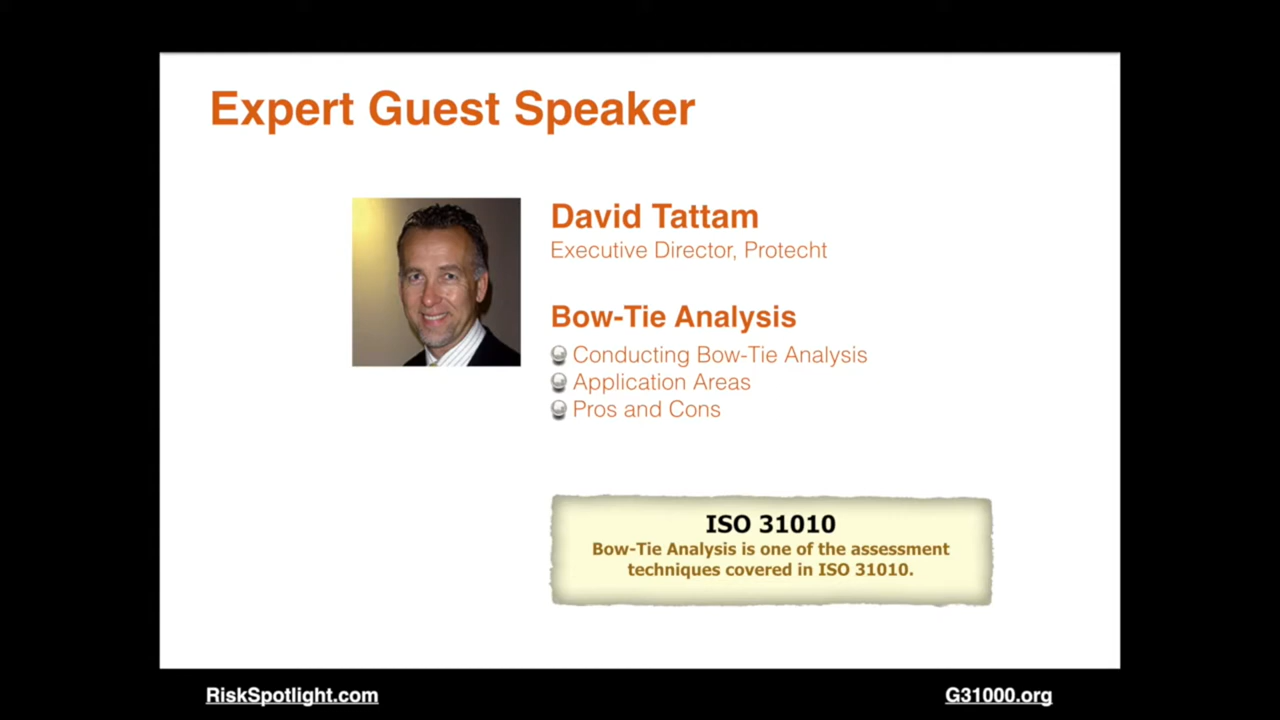 Expert Guest Speaker
David Tattam
Executive Director, Protecht
Bow-Tie Analysis
Conducting Bow-Tie Analysis
Application Areas
Pros and Cons
ISO 31010
Bow-Tie Analysis is one of the assessment
techniques covered in ISO 31010.
RiskSpotlight.com
G31000.org